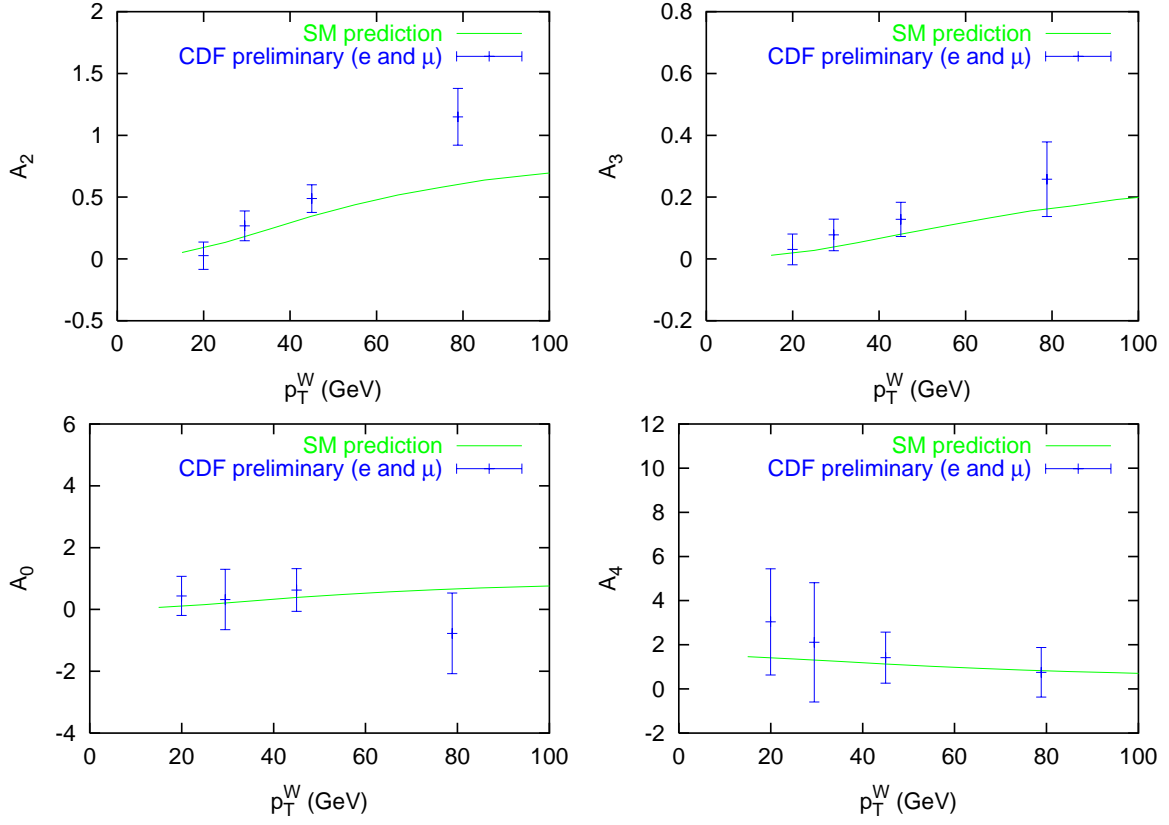 2
1.5
1
0.5
0
-0.5
A2
SM prediction
CDF preliminary (e and μ)
0 20 40 60 80 100
pTW (GeV)
0.8
0.6
0.4
0.2
0
-0.2
A3
SM prediction
CDF preliminary (e and μ)
0 20 40 60 80 100
pTW (GeV)
6
4
2
0
-2
-4
A0
SM prediction
CDF preliminary (e and μ)
0 20 40 60 80 100
pTW (GeV)
12
10
8
6
4
2
0
-2
A4
SM prediction
CDF preliminary (e and μ)
0 20 40 60 80 100
pTW (GeV)